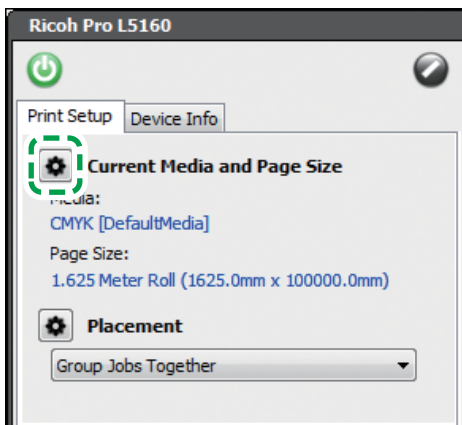 Ricoh Pro L5160
Print Setup Device Info
Current Media and Page Size
Media:
CMYK [DefaultMedia]
Page Size:
1.625 Meter Roll (1625.0mm x 100000.0mm)
Placement
Group Jobs Together